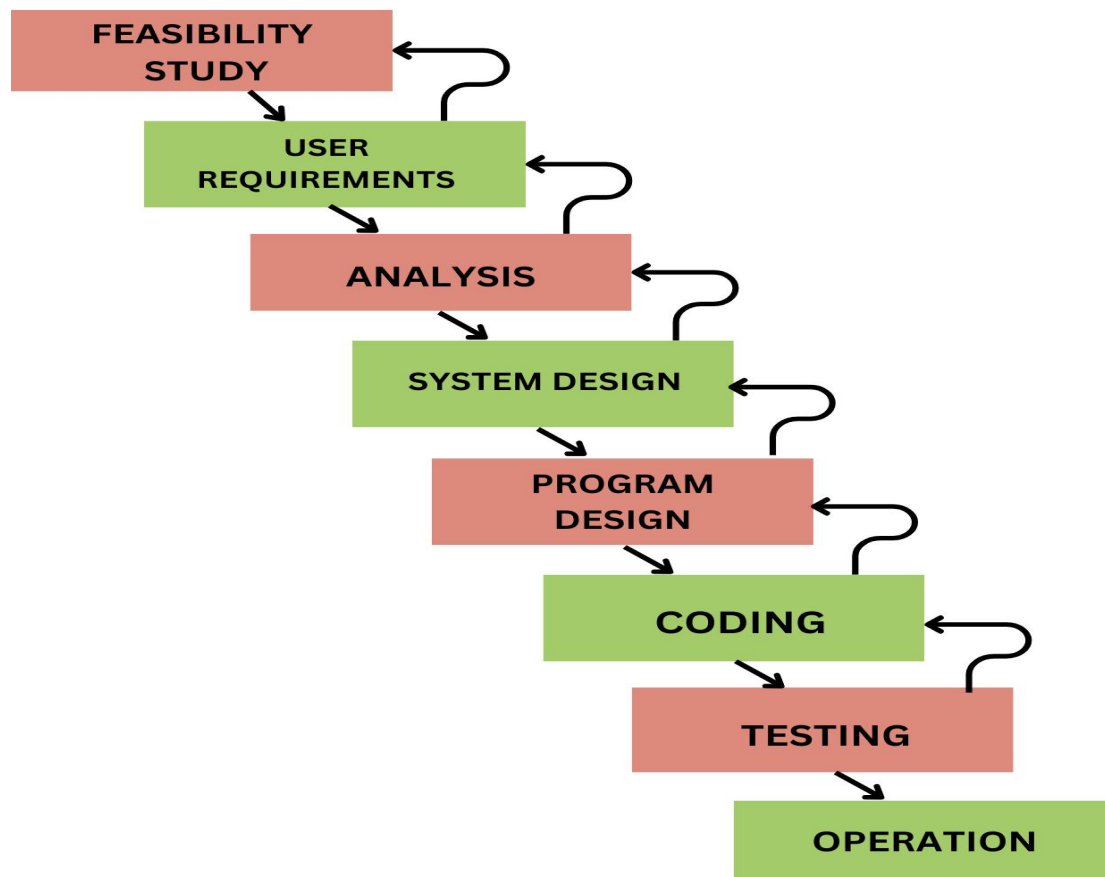 FEASIBILITY
STUDY
USER
REQUIREMENTS
ANALYSIS
SYSTEM DESIGN
PROGRAM
DESIGN
CODING
TESTING
OPERATION